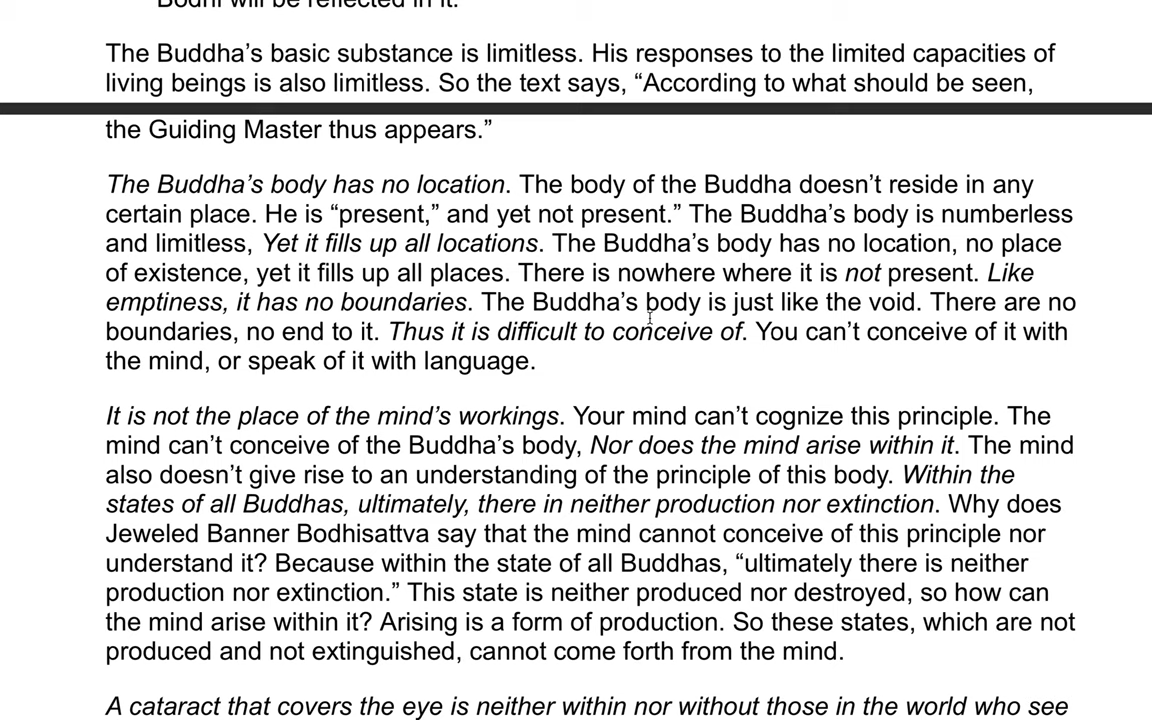 Bodhi will be reflected in it.
The Buddha’s basic substance is limitless. His responses to the limited capacities of
living beings is also limitless. So the text says, “According to what should be seen,
the Guiding Master thus appears.”
The Buddha’s body has no location. The body of the Buddha doesn’t reside in any
certain place. He is “present,” and yet not present.” The Buddha’s body is numberless
and limitless, Yet it fills up all locations. The Buddha’s body has no location, no place
of existence, yet it fills up all places. There is nowhere where it is not present. Like
emptiness, it has no boundaries. The Buddha’s body is just like the void. There are no
boundaries, no end to it. Thus it is difficult to conceive of. You can’t conceive of it with
the mind, or speak of it with language.
It is not the place of the mind’s workings. Your mind can’t cognize this principle. The
mind can’t conceive of the Buddha’s body, Nor does the mind arise within it. The mind
also doesn’t give rise to an understanding of the principle of this body. Within the
states of all Buddhas, ultimately, there in neither production nor extinction. Why does
Jeweled Banner Bodhisattva say that the mind cannot conceive of this principle nor
understand it? Because within the state of all Buddhas, “ultimately there is neither
production nor extinction.” This state is neither produced nor destroyed, so how can
the mind arise within it? Arising is a form of production. So these states, which are not
produced and not extinguished, cannot come forth from the mind.
A cataract that covers the eye is neither within nor without those in the world who see